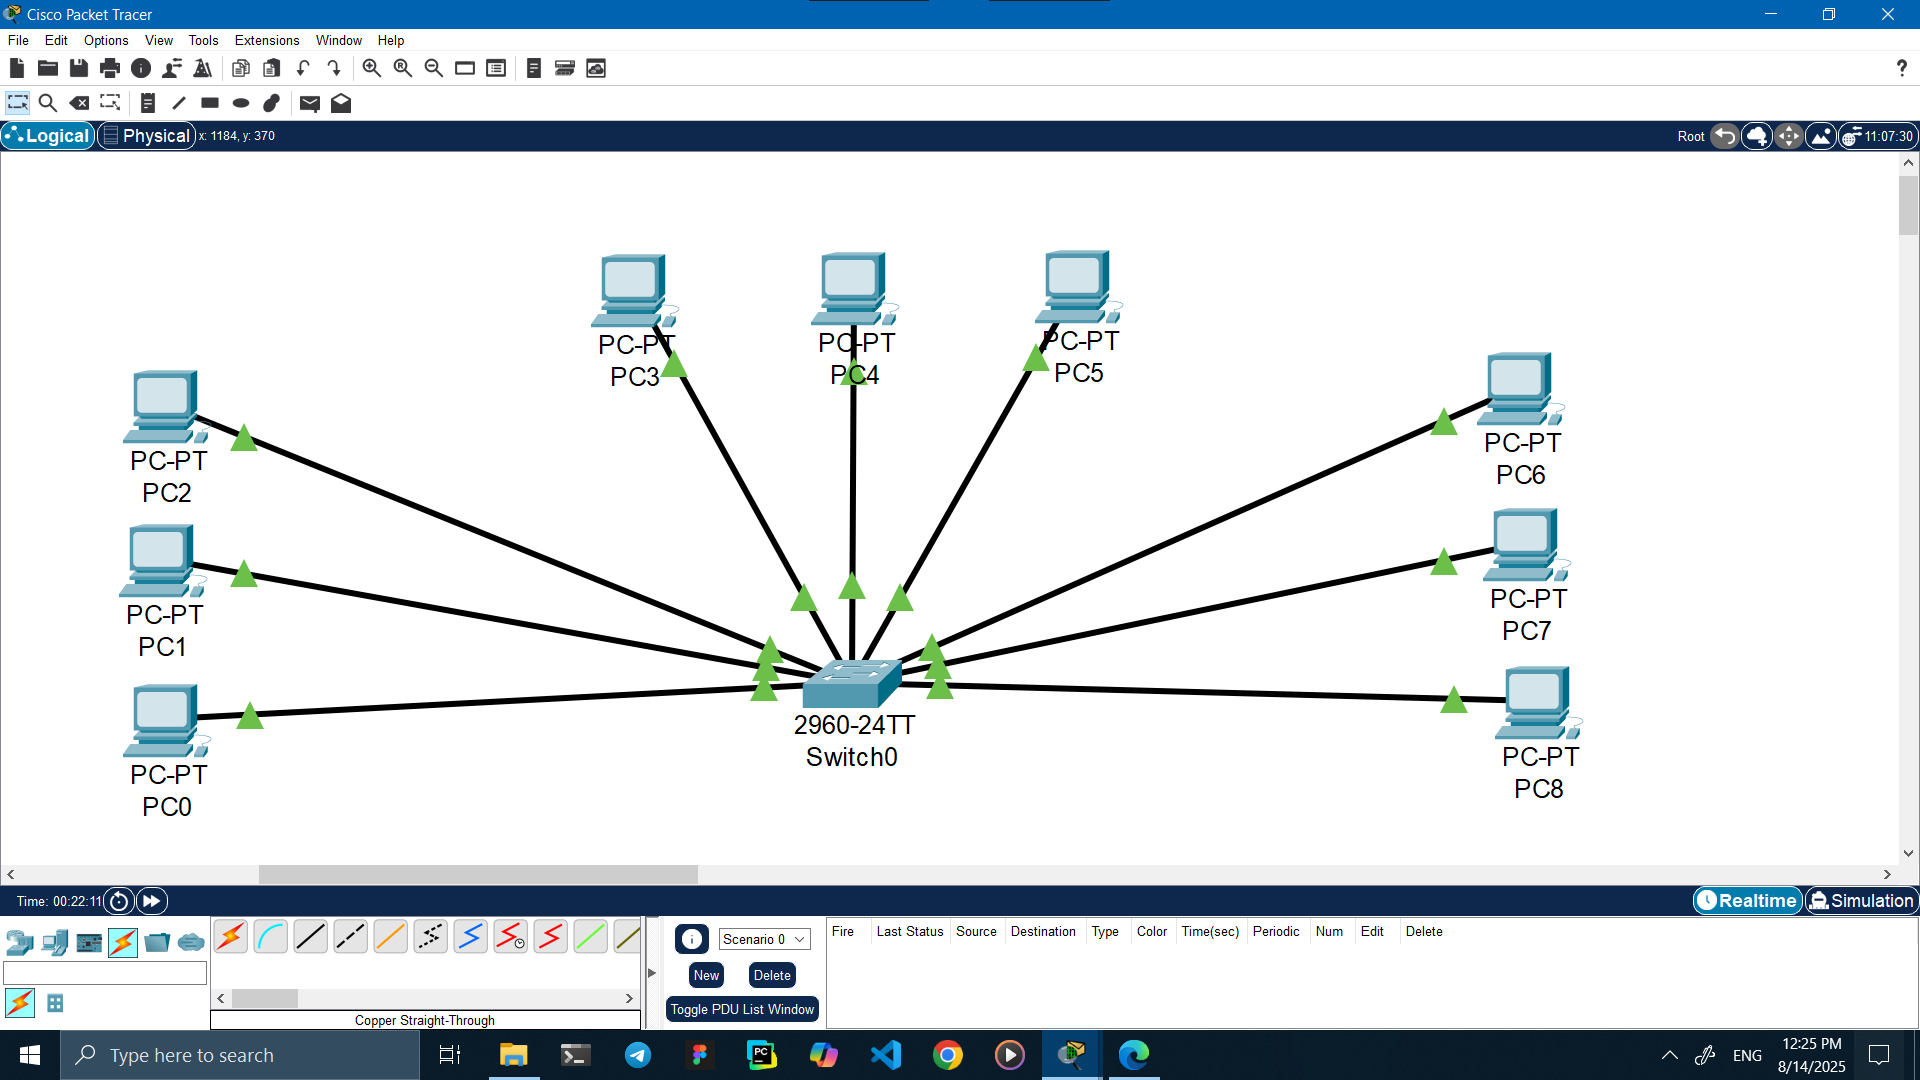 Cisco Packet Tracer
File Edit Options View Tools Extensions Window Help
?
Logical Physical x: 1184, y: 370 Root 11:07:30
PC-PT
PC3
PC-PT
PC4
PC-PT
PC5
PC-PT
PC2
PC-PT
PC6
PC-PT
PC1
PC-PT
PC7
PC-PT
PC0
2960-24TT
Switch0
PC-PT
PC8
Time: 00:22:11 Realtime Simulation
Scenario 0
New Delete
Toggle PDU List Window
Fire Last Status Source Destination Type Color Time(sec) Periodic Num Edit Delete
Copper Straight-Through
Type here to search
PC
ENG
12:25 PM
8/14/2025